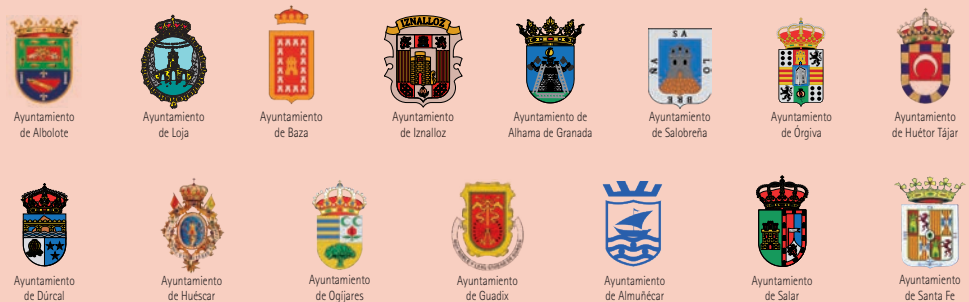 IZNALLOZ
SA
LO
BRE
ÑA
Ayuntamiento
de Albolote
Ayuntamiento
de Loja
Ayuntamiento
de Baza
Ayuntamiento
de Iznalloz
Ayuntamiento de
Alhama de Granada
Ayuntamiento
de Salobreña
Ayuntamiento
de Órgiva
Ayuntamiento
de Huétor Tájar
Ayuntamiento
de Dúrcal
Ayuntamiento
de Huéscar
Ayuntamiento
de Ogíjares
Ayuntamiento
de Guadix
Ayuntamiento
de Almuñécar
Ayuntamiento
de Salar
Ayuntamiento
de Santa Fe